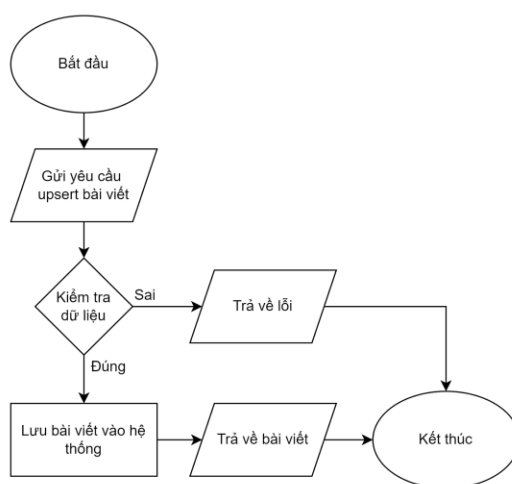 Bắt đầu
Gửi yêu cầu
upsert bài viết
Kiểm tra
dữ liệu
Sai
Trả về lỗi
Đúng
Lưu bài viết vào hệ
thống
Trả về bài viết
Kết thúc